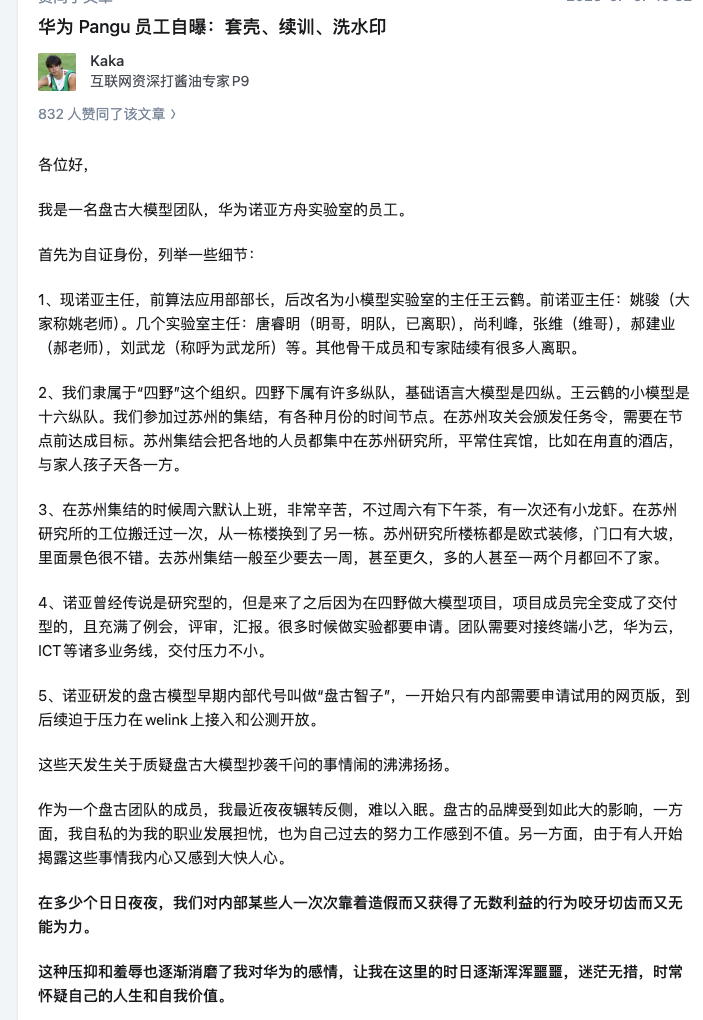 华为 Pangu 员工自曝：套壳、续训、洗水印
Kaka
互联网资深打酱油专家P9
832 人赞同了该文章 〉
各位好，
我是一名盘古大模型团队，华为诺亚方舟实验室的员工。
首先为自证身份，列举一些细节：
1、现诺亚主任，前算法应用部部长，后改名为小模型实验室的主任王云鹤。前诺亚主任：姚骏（大
家称姚老师）。几个实验室主任：唐睿明（明哥，明队，已离职），尚利峰，张维（维哥），郝建业
（郝老师），刘武龙（称呼为武龙所）等。其他骨干成员和专家陆续有很多人离职。
2、我们隶属于“四野”这个组织。四野下属有许多纵队，基础语言大模型是四纵。王云鹤的小模型是
十六纵队。我们参加过苏州的集结，有各种月份的时间节点。在苏州攻关会颁发任务令，需要在节
点前达成目标。苏州集结会把各地的人员都集中在苏州研究所，平常住宾馆，比如在甪直的酒店，
与家人孩子天各一方。
3、在苏州集结的时候周六默认上班，非常辛苦，不过周六有下午茶，有一次还有小龙虾。在苏州
研究所的工位搬迁过一次，从一栋楼换到了另一栋。苏州研究所楼栋都是欧式装修，门口有大坡，
里面景色很不错。去苏州集结一般至少要去一周，甚至更久，多的人甚至一两个月都回不了家。
4、诺亚曾经传说是研究型的，但是来了之后因为在四野做大模型项目，项目成员完全变成了交付
型的，且充满了例会，评审，汇报。很多时候做实验都要申请。团队需要对接终端小艺，华为云，
ICT等诸多业务线，交付压力不小。
5、诺亚研发的盘古模型早期内部代号叫做“盘古智子”，一开始只有内部需要申请试用的网页版，到
后续迫于压力在welink上接入和公测开放。
这些天发生关于质疑盘古大模型抄袭千问的事情闹的沸沸扬扬。
作为一个盘古团队的成员，我最近夜夜辗转反侧，难以入眠。盘古的品牌受到如此大的影响，一方
面，我自私的为我的职业发展担忧，也为自己过去的努力工作感到不值。另一方面，由于有人开始
揭露这些事情我内心又感到大快人心。
在多少个日日夜夜，我们对内部某些人一次次靠着造假而又获得了无数利益的行为咬牙切齿而又无
能为力。
这种压抑和羞辱也逐渐消磨了我对华为的感情，让我在这里的时日逐渐浑浑噩噩，迷茫无措，时常
怀疑自己的人生和自我价值。